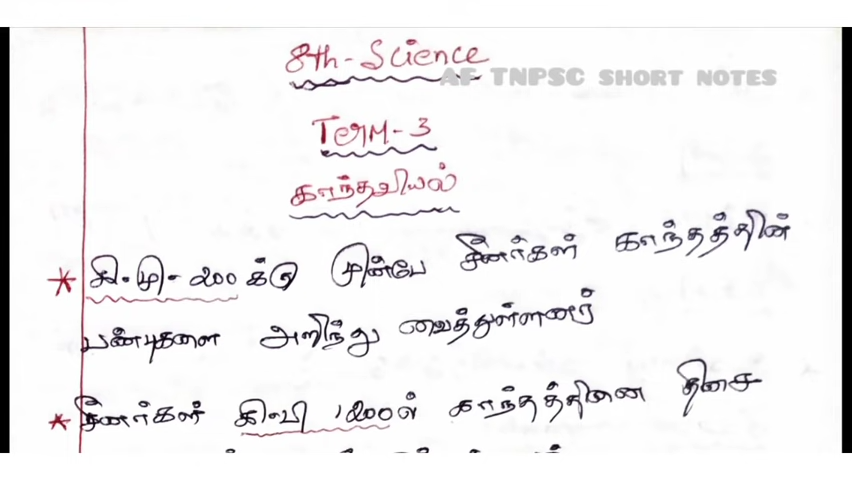 8th - Science
AF TNPSC SHORT NOTES
Term - 3
காந்தவியல்
* கி.மு - 200 க்கு முன்பே சீனர்கள் காந்தத்தின்
பண்புகளை அறிந்து வைத்துள்ளனர்
* சீனர்கள் கி.பி 1200ல் காந்தத்தினை திசை